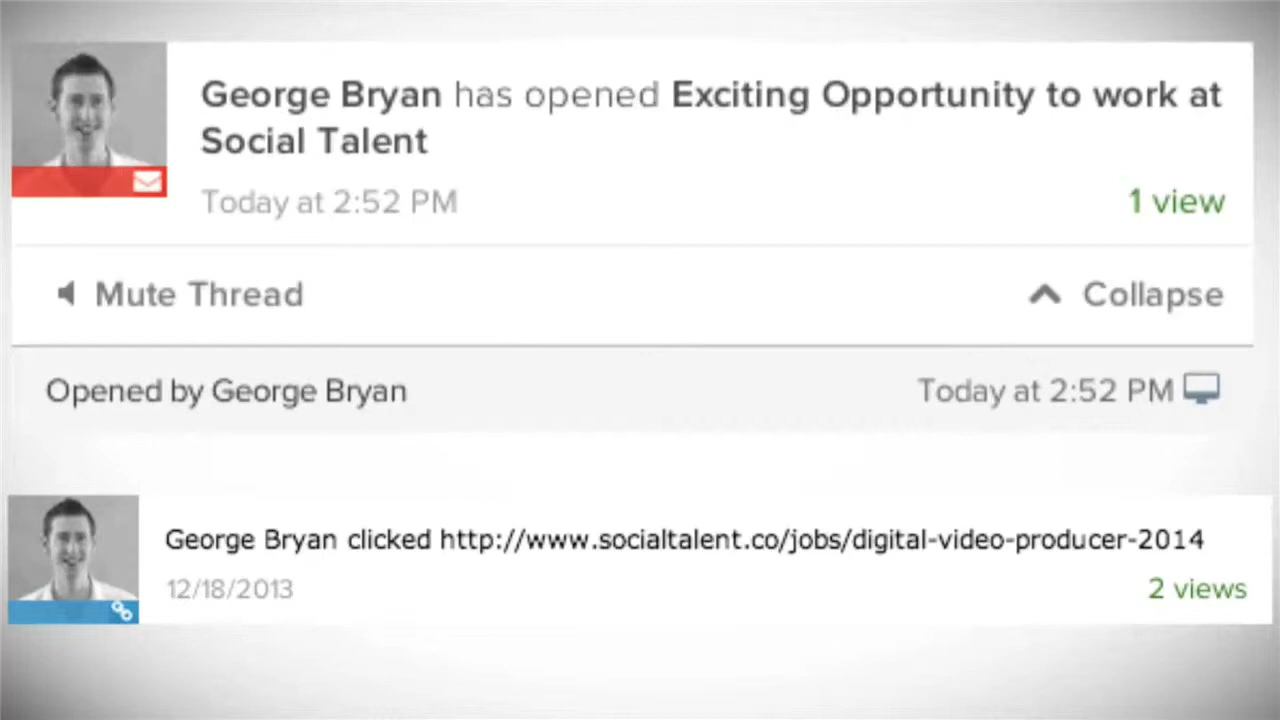 George Bryan has opened Exciting Opportunity to work at
Social Talent
Today at 2:52 PM
1 view
Mute Thread
Collapse
Opened by George Bryan
Today at 2:52 PM
George Bryan clicked http://www.socialtalent.co/jobs/digital-video-producer-2014
12/18/2013
2 views